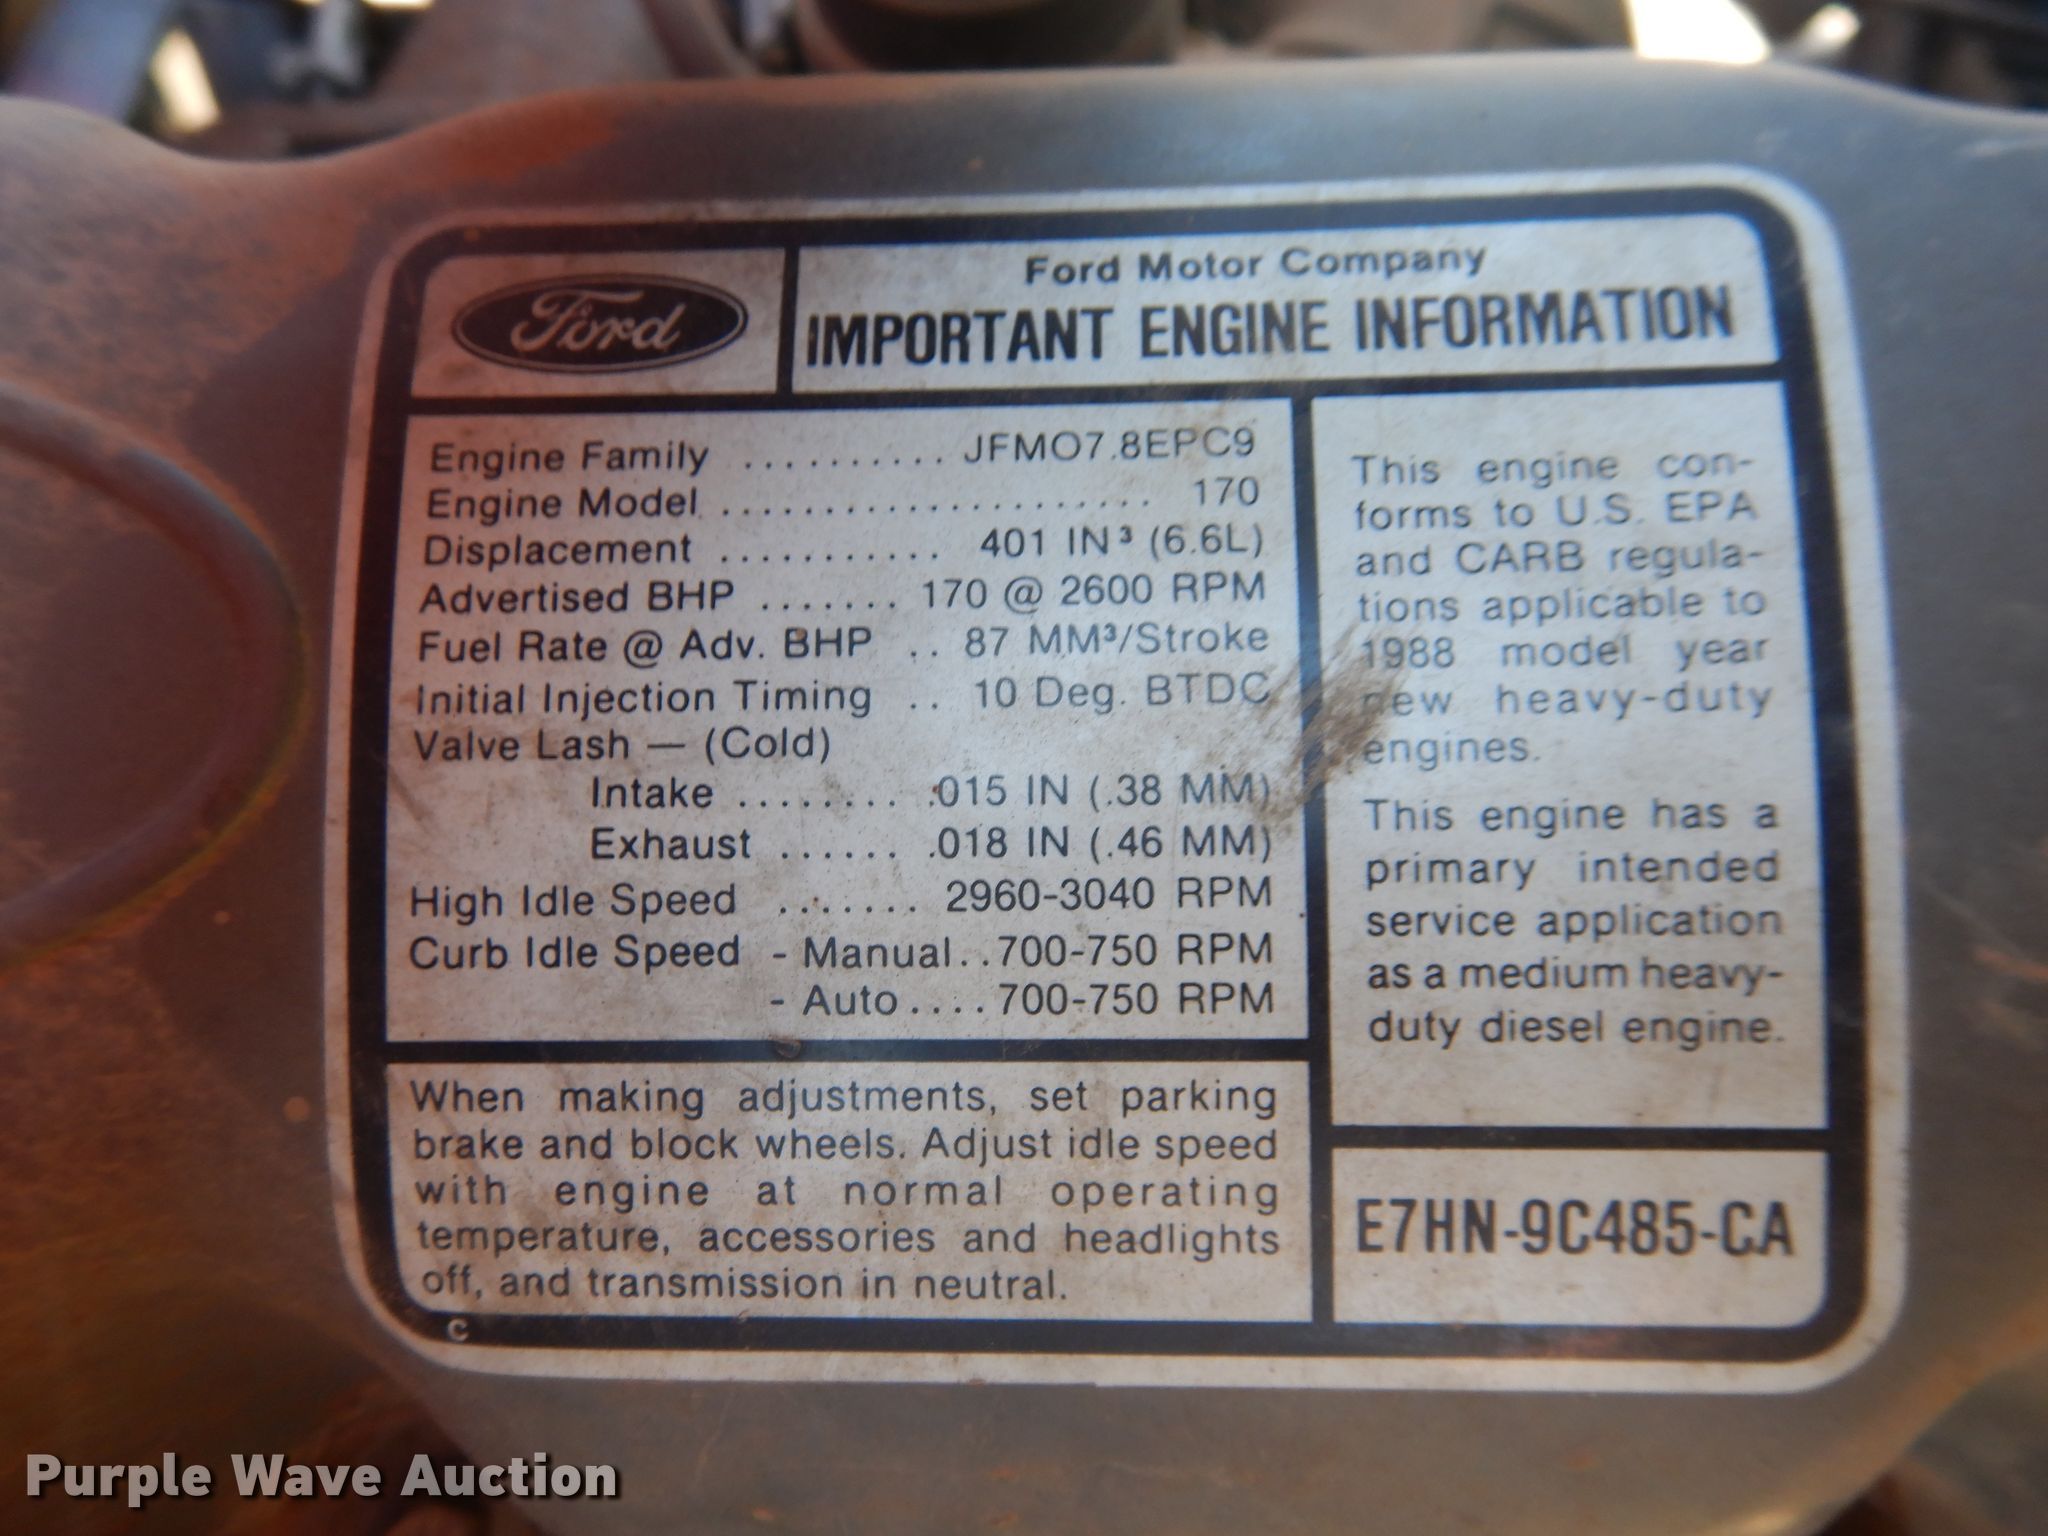 Ford
Ford Motor Company
IMPORTANT ENGINE INFORMATION
Engine Family .......... JFMO7.8EPC9
Engine Model ...................... 170
Displacement ........... 401 IN³ (6.6L)
Advertised BHP ....... 170 @ 2600 RPM
Fuel Rate @ Adv. BHP .. 87 MM³/Stroke
Initial Injection Timing .. 10 Deg. BTDC
Valve Lash — (Cold)
Intake ........ .015 IN (.38 MM)
Exhaust ...... .018 IN (.46 MM)
High Idle Speed ....... 2960-3040 RPM
Curb Idle Speed - Manual..700-750 RPM
- Auto....700-750 RPM
When making adjustments, set parking
brake and block wheels. Adjust idle speed
with engine at normal operating
temperature, accessories and headlights
off, and transmission in neutral.
C
This engine con-
forms to U.S. EPA
and CARB regula-
tions applicable to
1988 model year
new heavy-duty
engines.
This engine has a
primary intended
service application
as a medium heavy-
duty diesel engine.
E7HN-9C485-CA
Purple Wave Auction